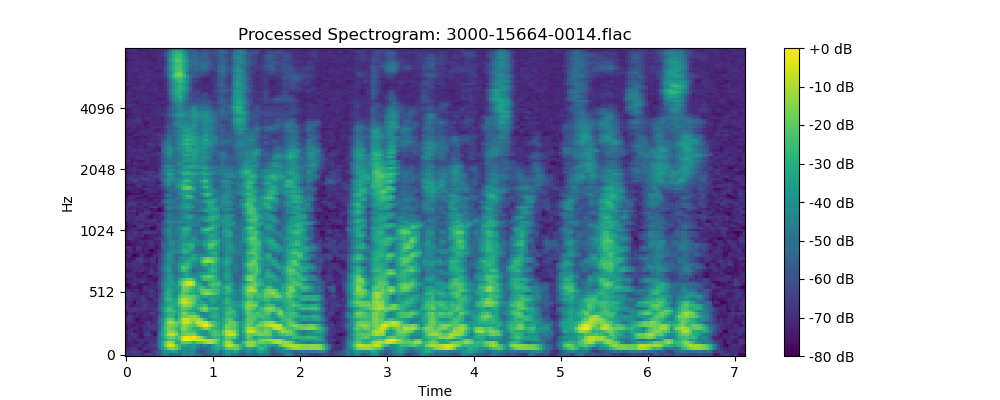 Processed Spectrogram: 3000-15664-0014.flac
Hz
4096
2048
1024
512
0
0 1 2 3 4 5 6 7
Time
+0 dB
-10 dB
-20 dB
-30 dB
-40 dB
-50 dB
-60 dB
-70 dB
-80 dB